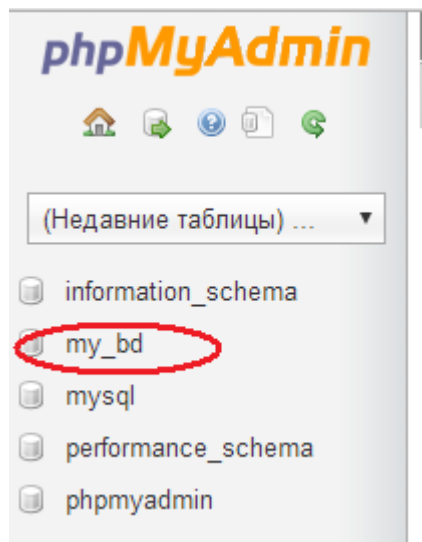 phpMyAdmin
(Недавние таблицы) ...
information_schema
my_bd
mysql
performance_schema
phpmyadmin